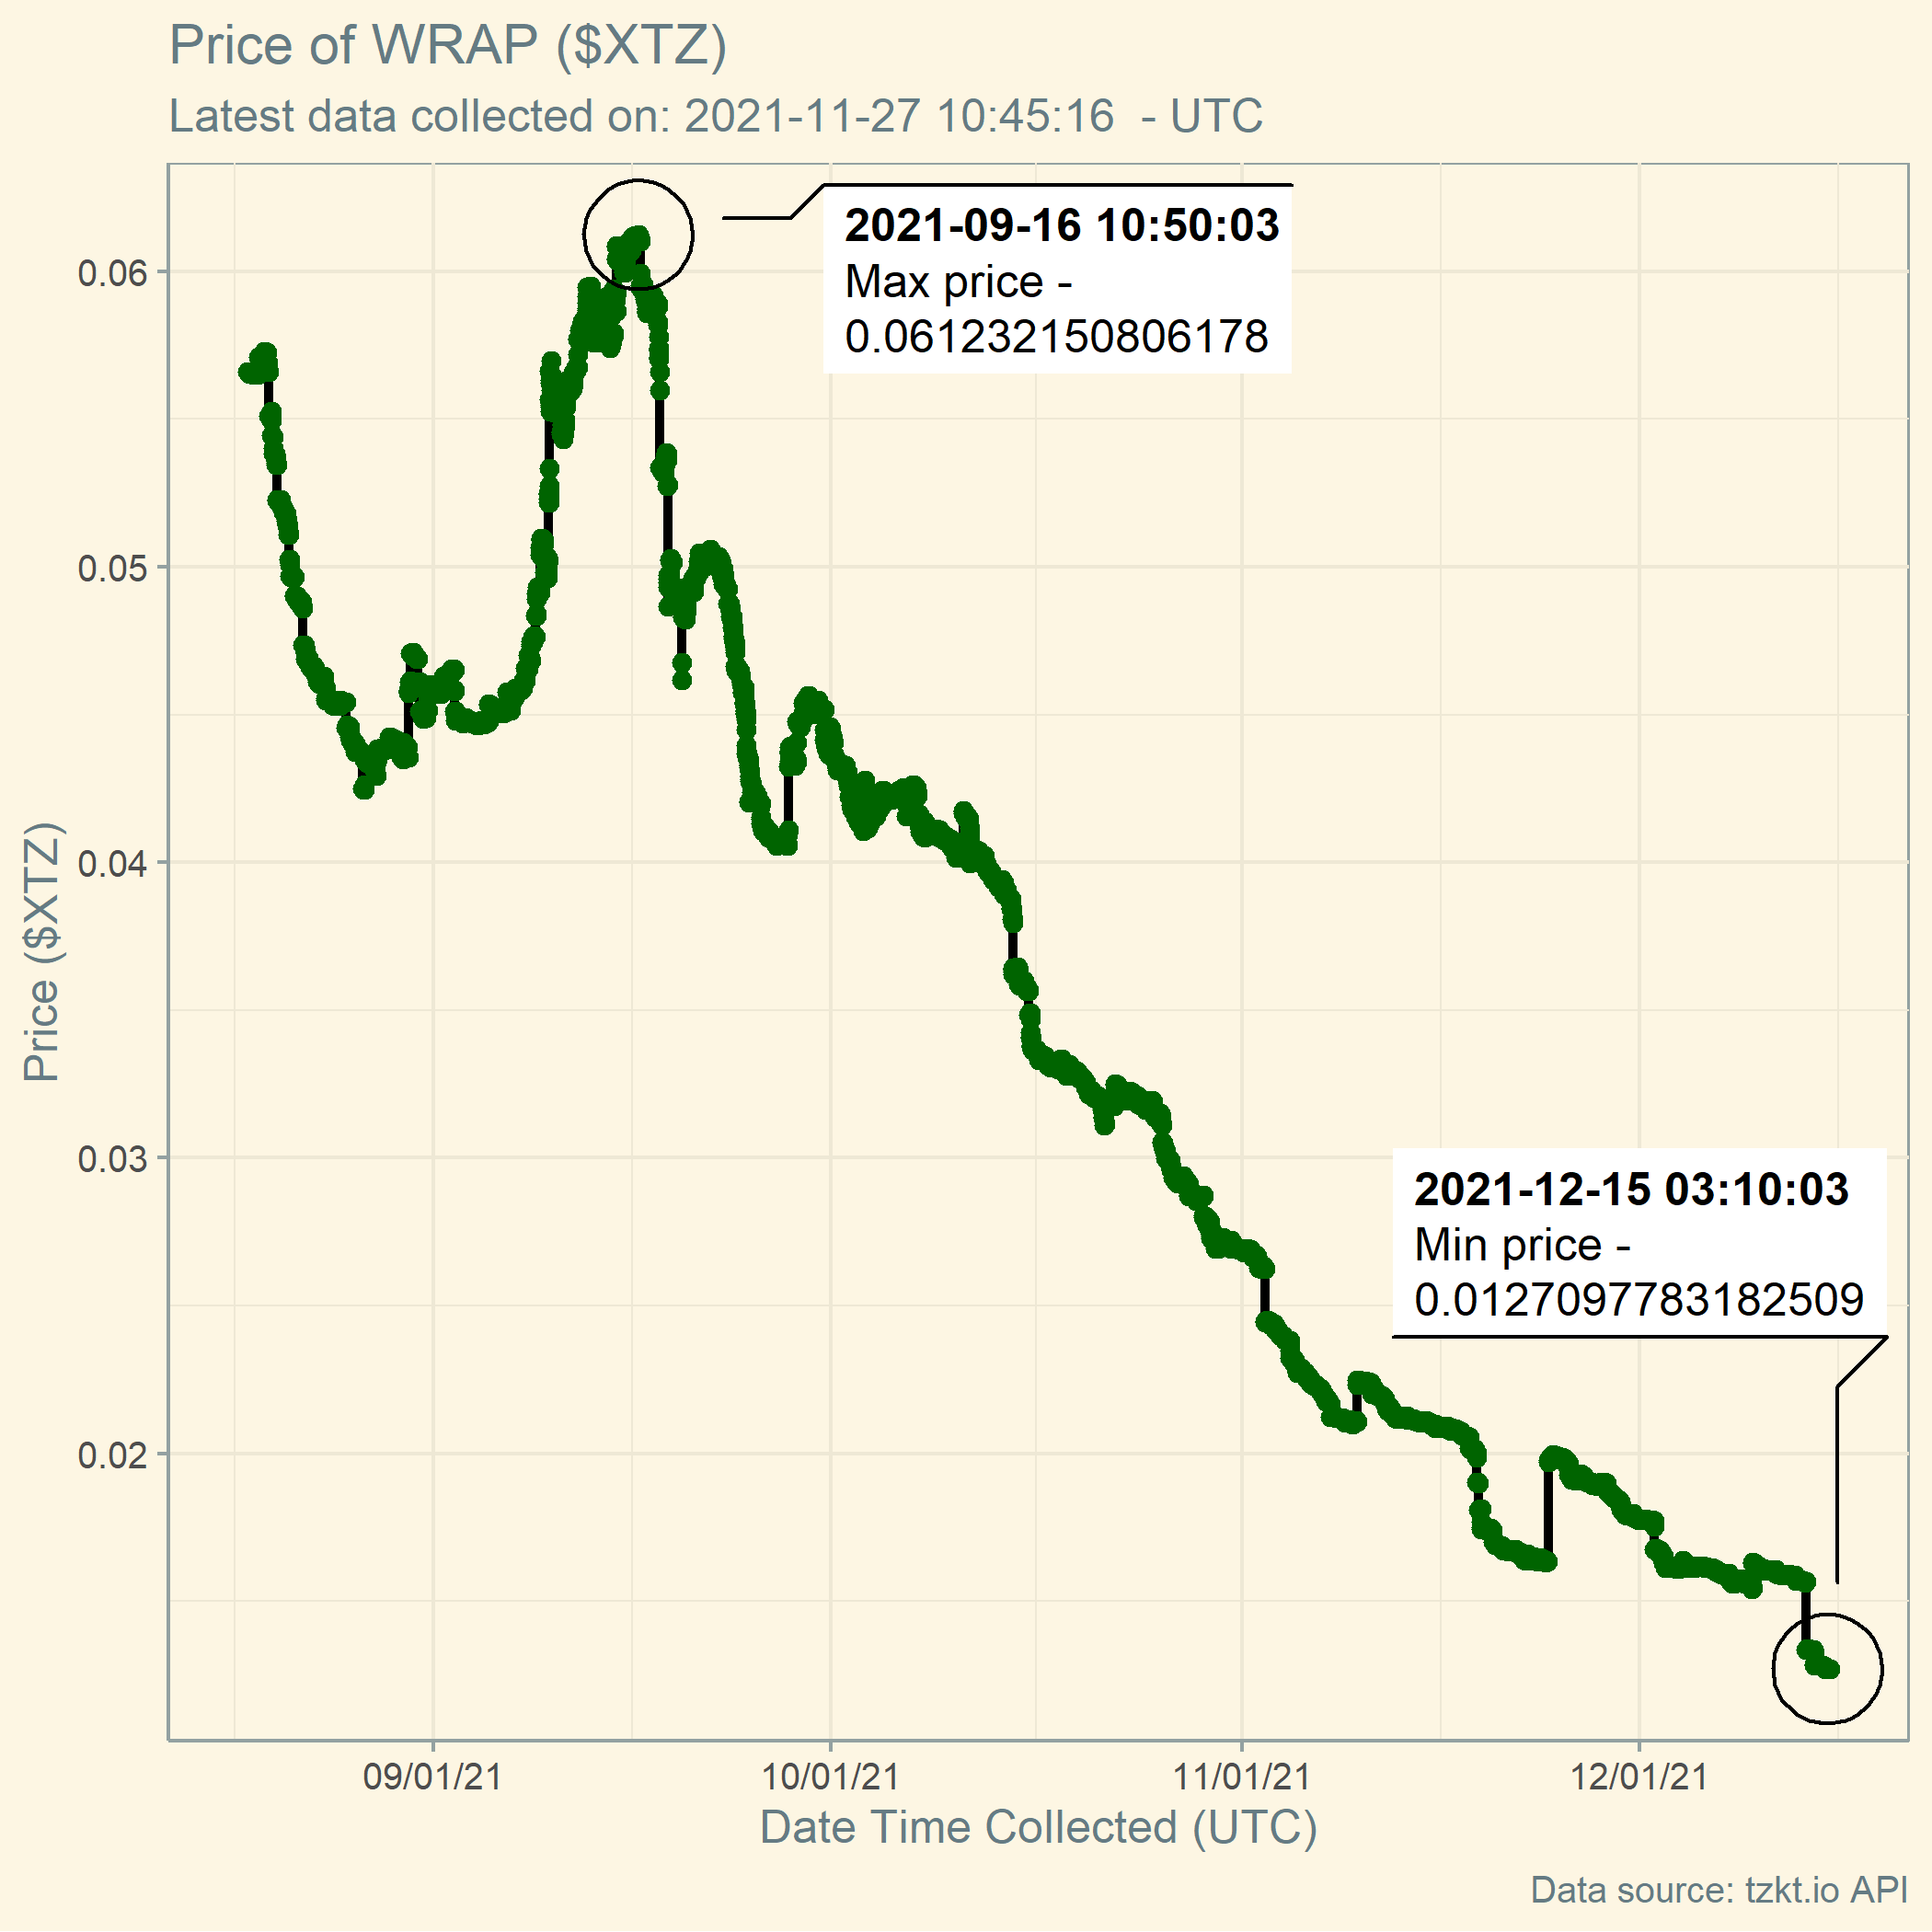 Price of WRAP ($XTZ)
Latest data collected on: 2021-11-27 10:45:16  - UTC
2021-09-16 10:50:03
Max price -
0.061232150806178
0.06
0.05
0.04
0.03
0.02
Price ($XTZ)
2021-12-15 03:10:03
Min price -
0.0127097783182509
09/01/21
10/01/21
11/01/21
12/01/21
Date Time Collected (UTC)
Data source: tzkt.io API